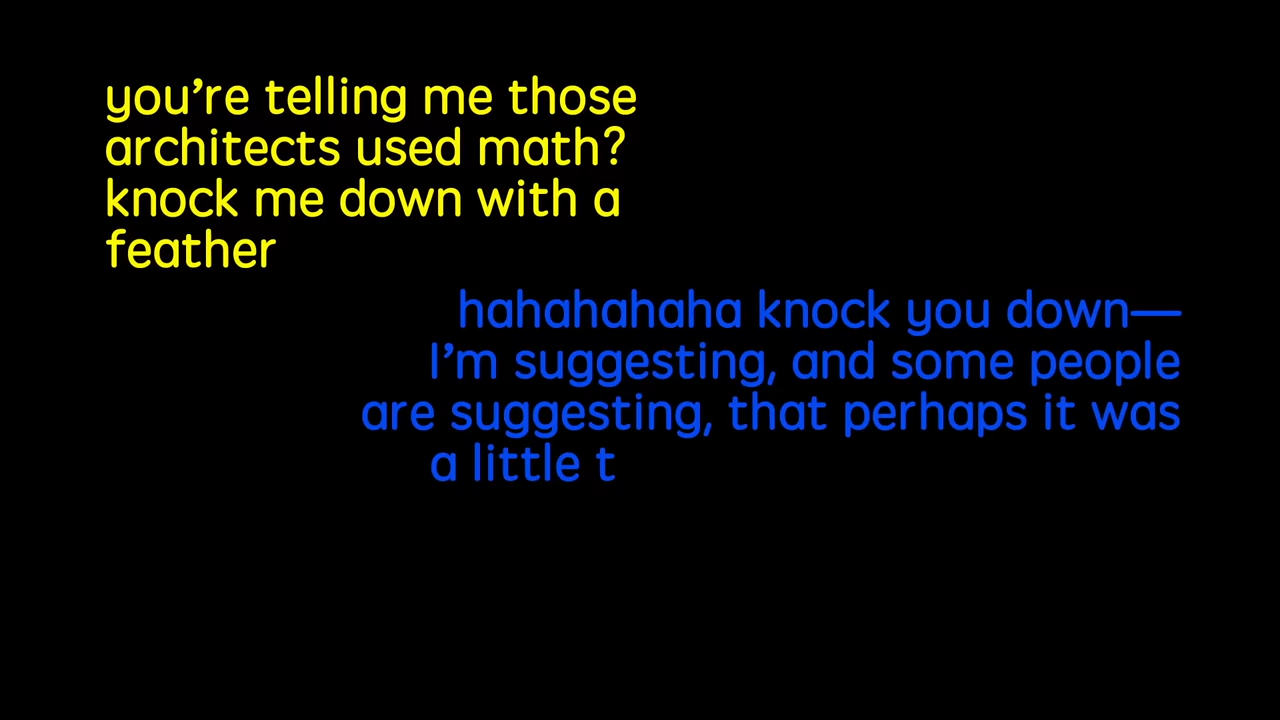 you’re telling me those
architects used math?
knock me down with a
feather
hahahahaha knock you down—
I’m suggesting, and some people
are suggesting, that perhaps it was
a little t